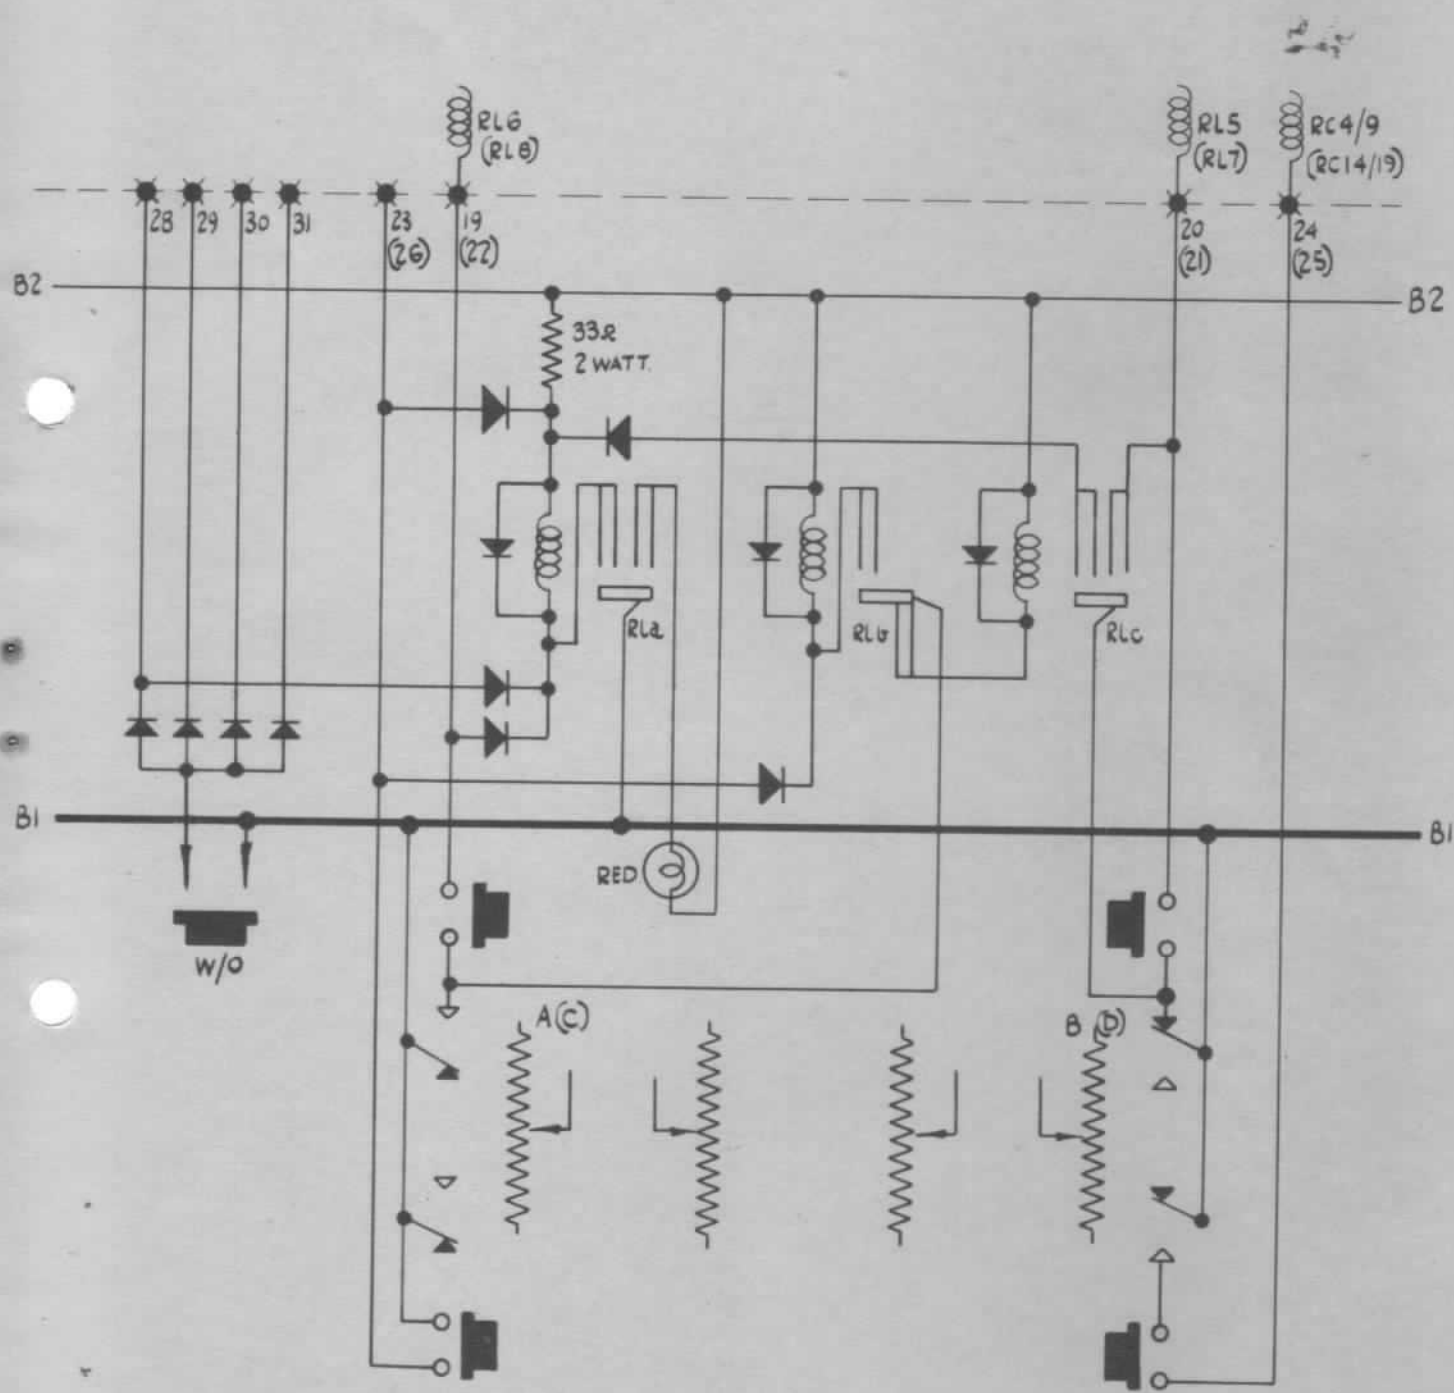 RL6
(RL8)
RL5
(RL7)
RC4/9
(RC14/19)
28
29
30
31
23
(26)
19
(22)
20
(21)
24
(25)
B2
B2
33Ω
2 WATT.
RLa
RLb
RLc
B1
B1
RED
W/O
A(C)
B(D)